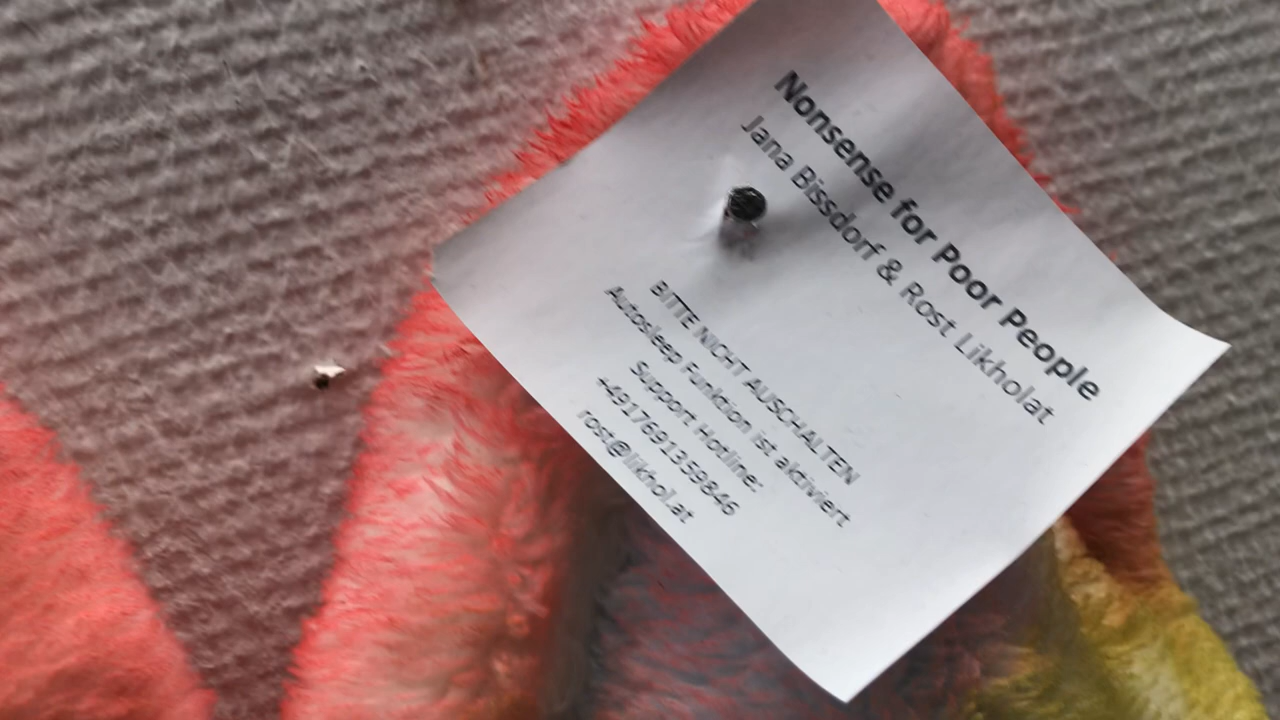 Nonsense for Poor People
Jana Bissdorf & Rost Likholat
BITTE NICHT AUSCHALTEN
Autosleep Funktion ist aktiviert
Support Hotline:
+4917691359846
rost@likhol.at